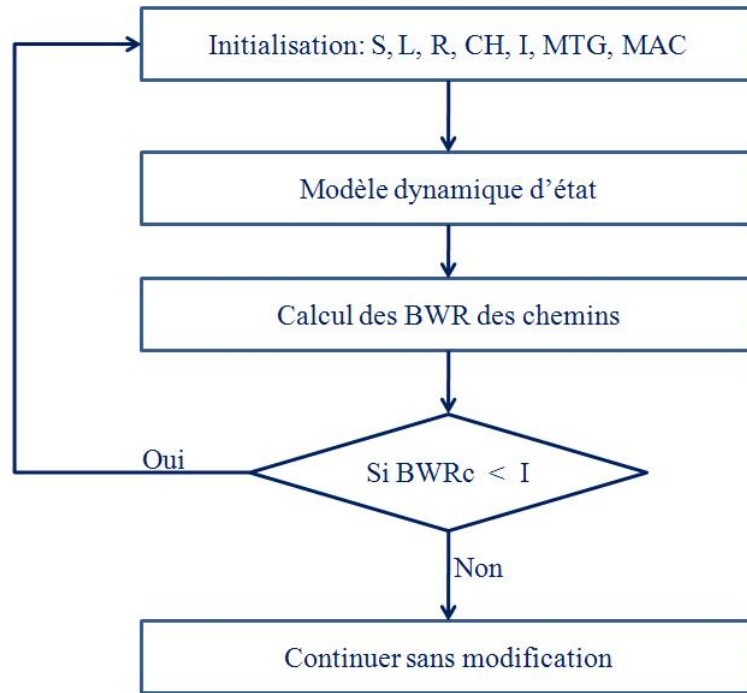 Initialisation: S, L, R, CH, I, MTG, MAC
Modèle dynamique d’état
Calcul des BWR des chemins
Si BWRc < I
Oui
Non
Continuer sans modification